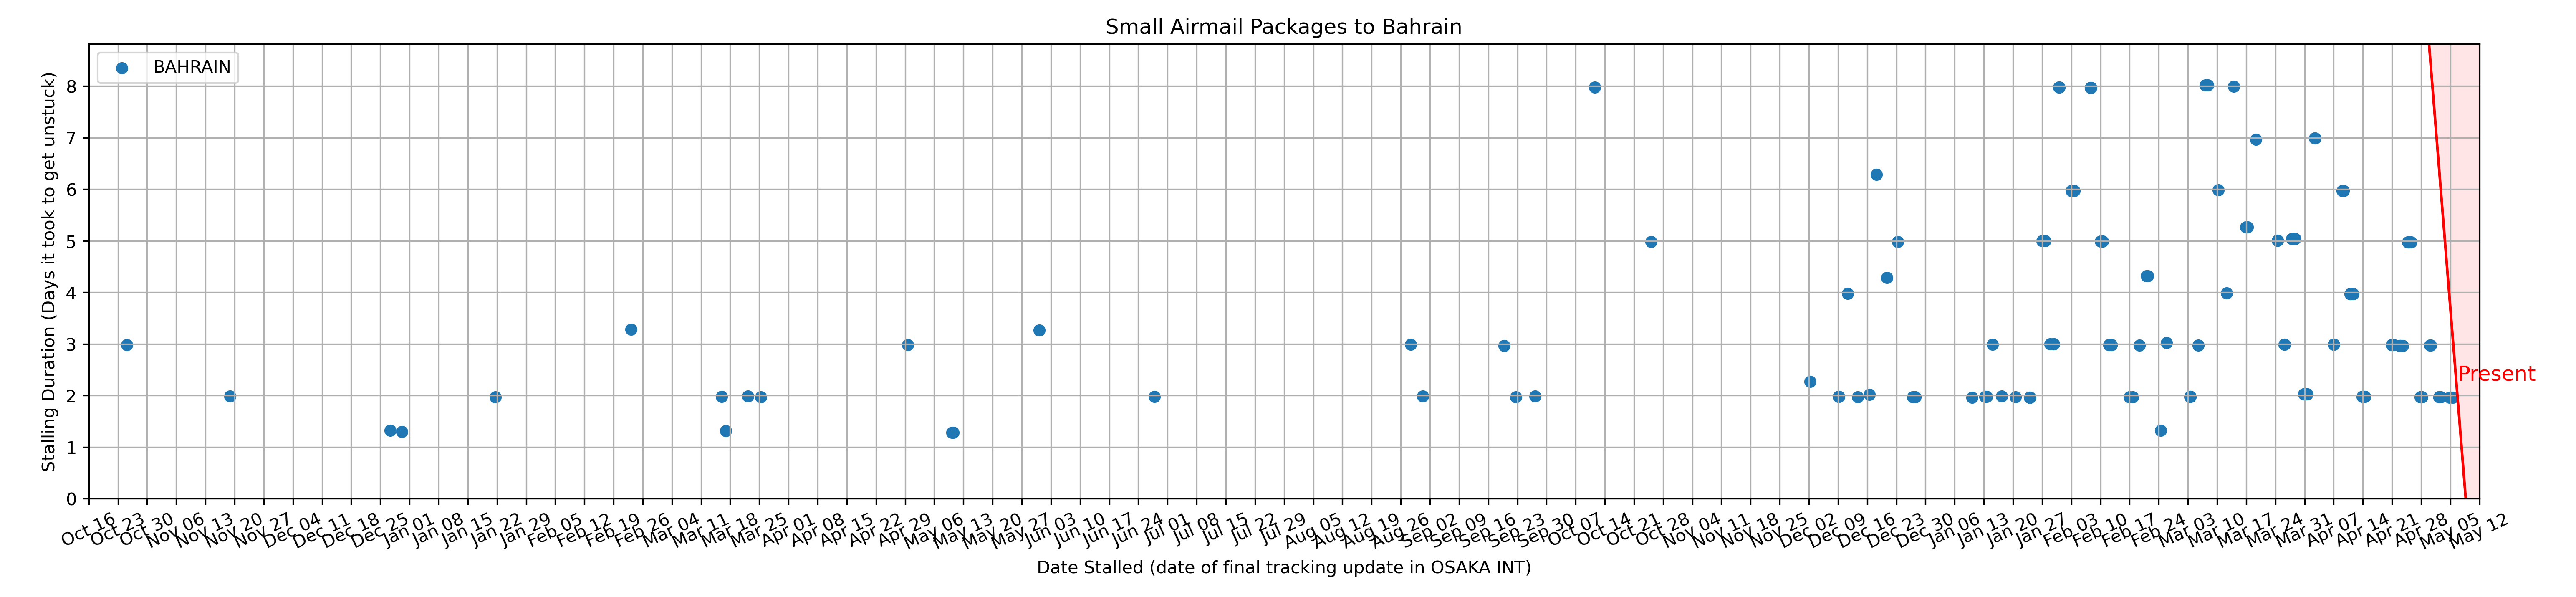 Small Airmail Packages to Bahrain
BAHRAIN
Stalling Duration (Days it took to get unstuck)
8
7
6
5
4
3
2
1
0
Present
Oct 16
Oct 23
Oct 30
Nov 06
Nov 13
Nov 20
Nov 27
Dec 04
Dec 11
Dec 18
Dec 25
Jan 01
Jan 08
Jan 15
Jan 22
Jan 29
Feb 05
Feb 12
Feb 19
Feb 26
Mar 04
Mar 11
Mar 18
Mar 25
Apr 01
Apr 08
Apr 15
Apr 22
Apr 29
May 06
May 13
May 20
May 27
Jun 03
Jun 10
Jun 17
Jun 24
Jul 01
Jul 08
Jul 15
Jul 22
Jul 29
Aug 05
Aug 12
Aug 19
Aug 26
Sep 02
Sep 09
Sep 16
Sep 23
Sep 30
Oct 07
Oct 14
Oct 21
Oct 28
Nov 04
Nov 11
Nov 18
Nov 25
Dec 02
Dec 09
Dec 16
Dec 23
Dec 30
Jan 06
Jan 13
Jan 20
Jan 27
Feb 03
Feb 10
Feb 17
Feb 24
Mar 03
Mar 10
Mar 17
Mar 24
Mar 31
Apr 07
Apr 14
Apr 21
Apr 28
May 05
May 12
Date Stalled (date of final tracking update in OSAKA INT)